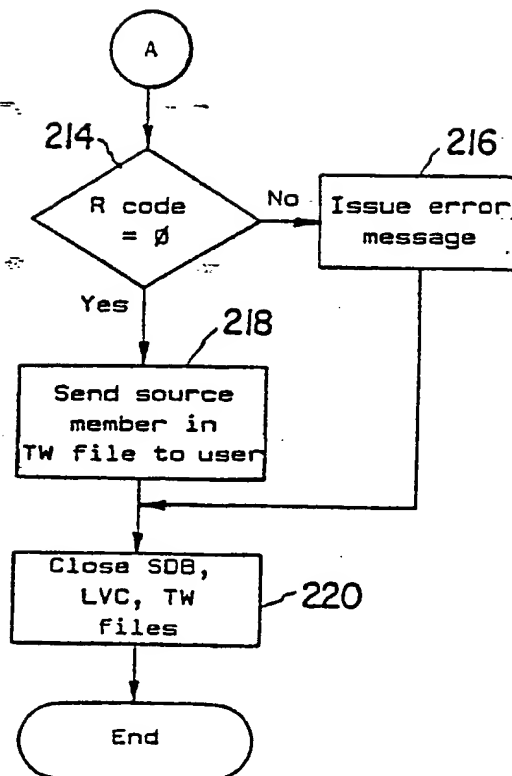 A
214
R code
= Ø
No
216
Issue error
message
Yes
218
Send source
member in
TW file to user
Close SDB,
LVC, TW
files
220
End